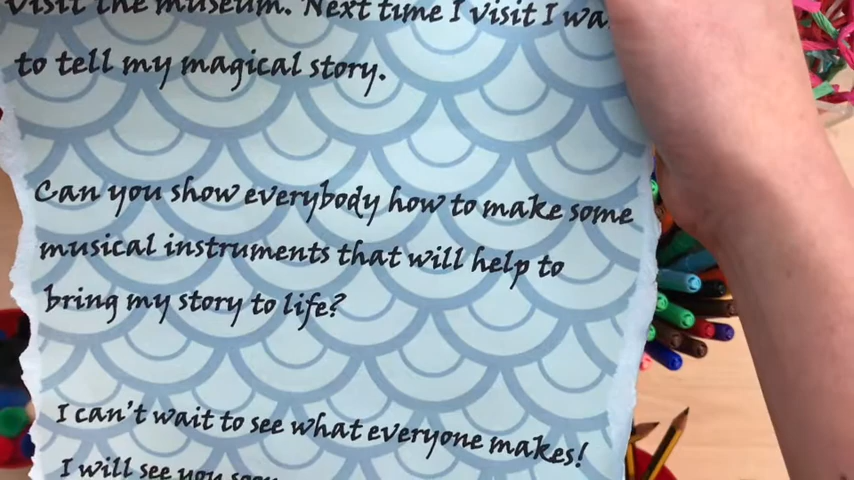 visit the museum. Next time I visit I wa
to tell my magical story.
Can you show everybody how to make some
musical instruments that will help to
bring my story to life?
I can't wait to see what everyone makes!
I will see you soon